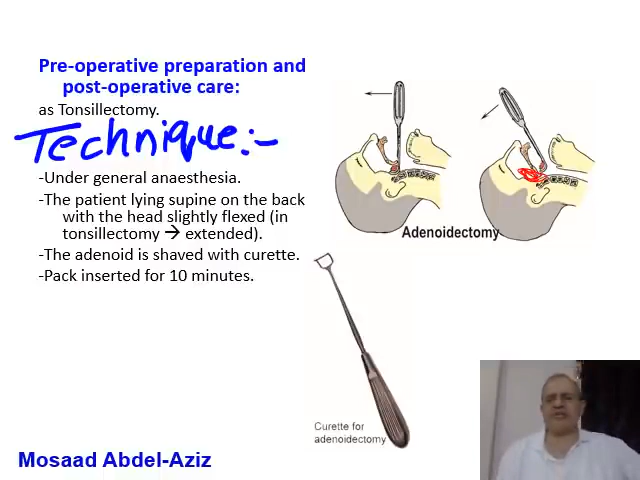 Pre-operative preparation and
post-operative care:
as Tonsillectomy.
Technique:-
-Under general anaesthesia.
-The patient lying supine on the back
with the head slightly flexed (in
tonsillectomy → extended).
-The adenoid is shaved with curette.
-Pack inserted for 10 minutes.
Adenoidectomy
Curette for
adenoidectomy
Mosaad Abdel-Aziz